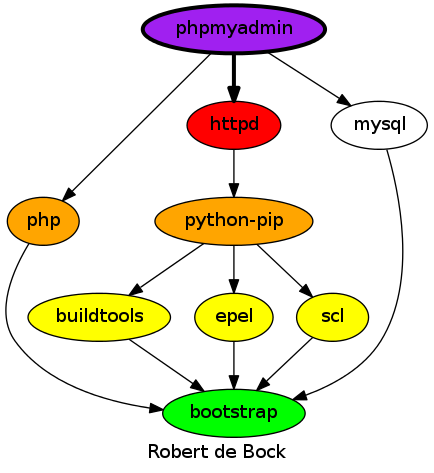 phpmyadmin
httpd
mysql
php
python-pip
buildtools
epel
scl
bootstrap
Robert de Bock